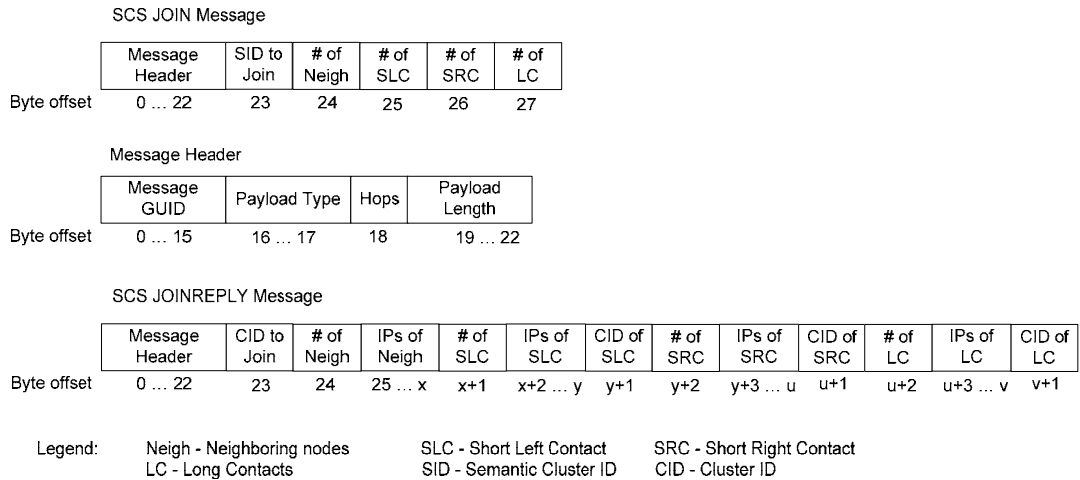 SCS JOIN Message
Message Header SID to Join # of Neigh # of SLC # of SRC # of LC
Byte offset 0 ... 22 23 24 25 26 27
Message Header
Message GUID Payload Type Hops Payload Length
Byte offset 0 ... 15 16 ... 17 18 19 ... 22
SCS JOINREPLY Message
Message Header CID to Join # of Neigh IPs of Neigh # of SLC IPs of SLC CID of SLC # of SRC IPs of SRC CID of SRC # of LC IPs of LC CID of LC
Byte offset 0 ... 22 23 24 25 ... x x+1 x+2 ... y y+1 y+2 y+3 ... u u+1 u+2 u+3 ... v v+1
Legend: Neigh - Neighboring nodes SLC - Short Left Contact SRC - Short Right Contact
LC - Long Contacts SID - Semantic Cluster ID CID - Cluster ID